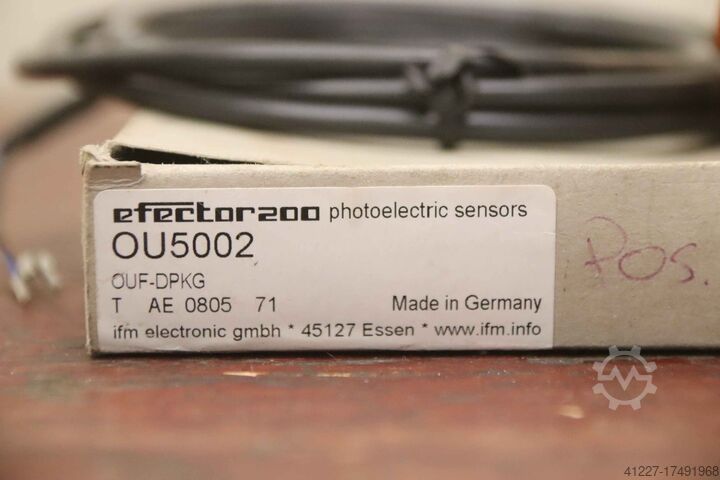 efector200 photoelectric sensors
OU5002
OUF-DPKG
T AE 0805 71 Made in Germany
ifm electronic gmbh * 45127 Essen * www.ifm.info
Pos.
41227-17491968